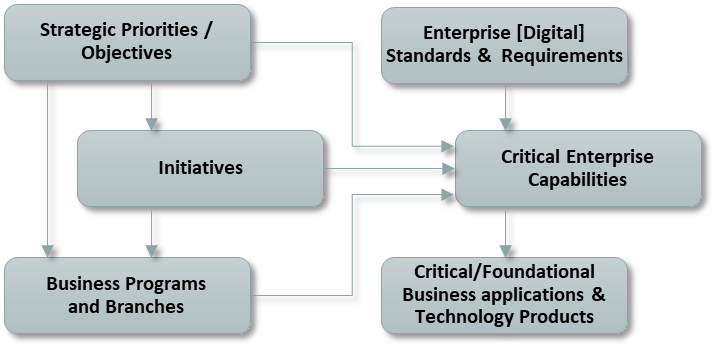 Strategic Priorities /
Objectives
Enterprise [Digital]
Standards & Requirements
Initiatives
Critical Enterprise
Capabilities
Business Programs
and Branches
Critical/Foundational
Business applications &
Technology Products